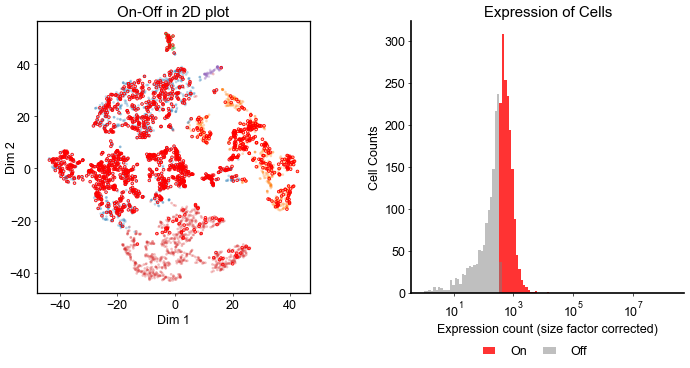 On-Off in 2D plot
Dim 2
40
20
0
−20
−40
−40 −20 0 20 40
Dim 1
Expression of Cells
Cell Counts
300
250
200
150
100
50
0
10^1 10^3 10^5 10^7
Expression count (size factor corrected)
On Off